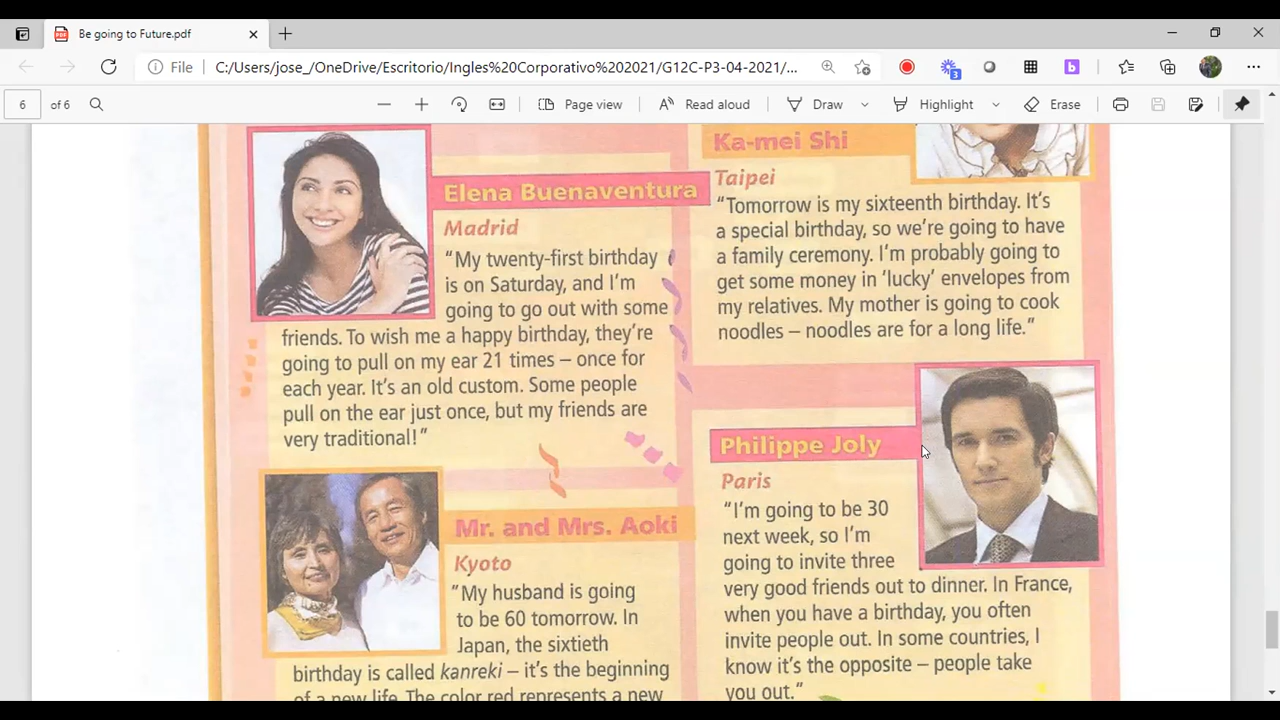 Be going to Future.pdf
File
C:/Users/jose_/OneDrive/Escritorio/Ingles%20Corporativo%202021/G12C-P3-04-2021/...
3
b
6
of 6
Page view
Read aloud
Draw
Highlight
Erase
Elena Buenaventura
Madrid
“My twenty-first birthday
is on Saturday, and I’m
going to go out with some
friends. To wish me a happy birthday, they’re
going to pull on my ear 21 times – once for
each year. It’s an old custom. Some people
pull on the ear just once, but my friends are
very traditional!”
Mr. and Mrs. Aoki
Kyoto
“My husband is going
to be 60 tomorrow. In
Japan, the sixtieth
birthday is called kanreki – it’s the beginning
of a new life. The color red represents a new
Ka-mei Shi
Taipei
“Tomorrow is my sixteenth birthday. It’s
a special birthday, so we’re going to have
a family ceremony. I’m probably going to
get some money in ‘lucky’ envelopes from
my relatives. My mother is going to cook
noodles – noodles are for a long life.”
Philippe Joly
Paris
“I’m going to be 30
next week, so I’m
going to invite three
very good friends out to dinner. In France,
when you have a birthday, you often
invite people out. In some countries, I
know it’s the opposite – people take
you out.”